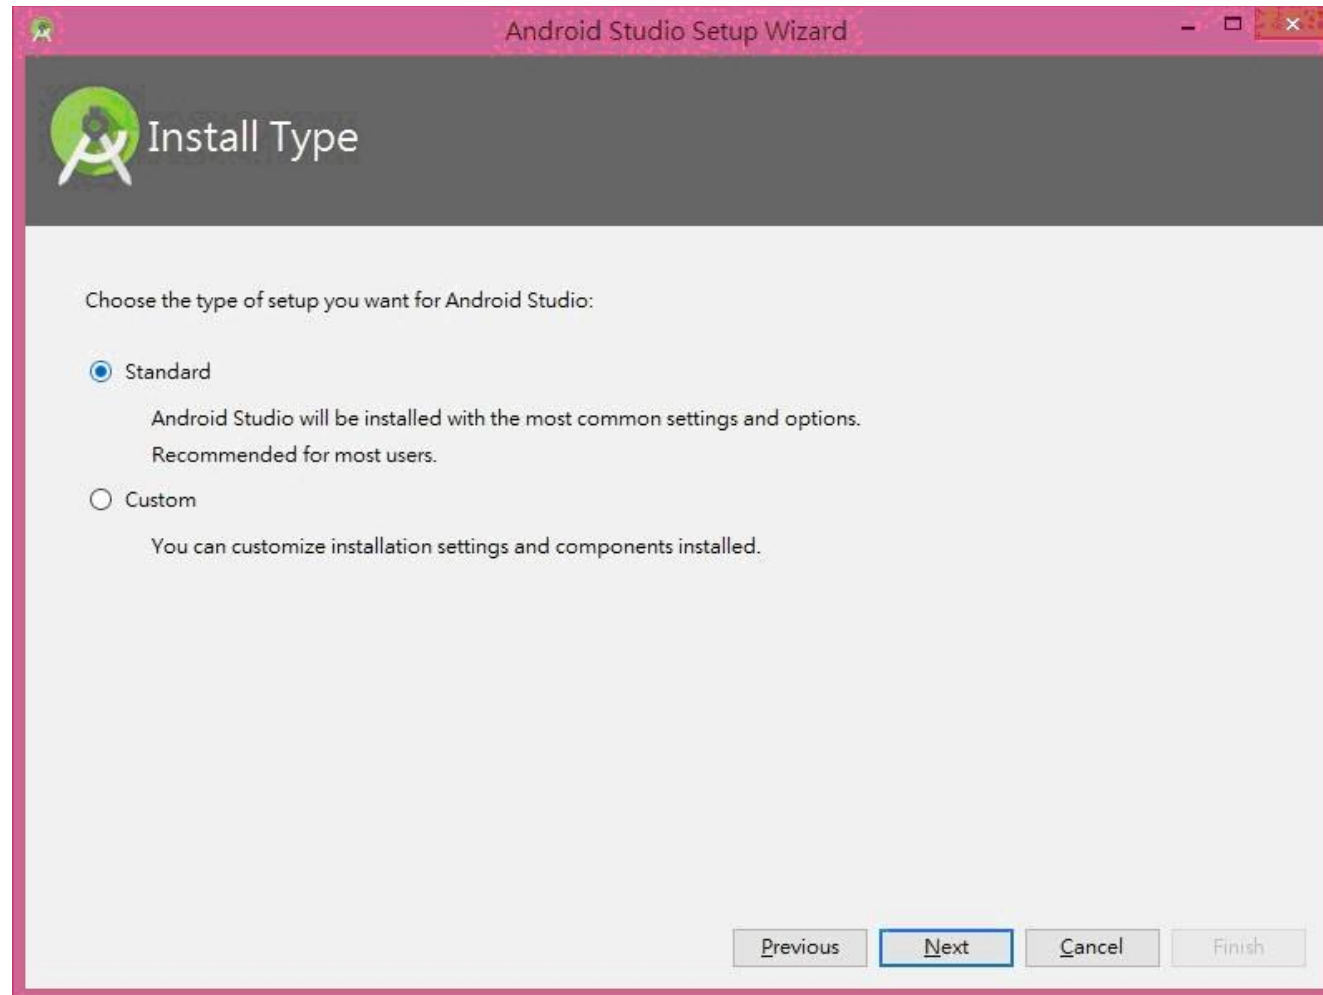 Android Studio Setup Wizard
Install Type
Choose the type of setup you want for Android Studio:
Standard
Android Studio will be installed with the most common settings and options.
Recommended for most users.
Custom
You can customize installation settings and components installed.
Previous
Next
Cancel
Finish